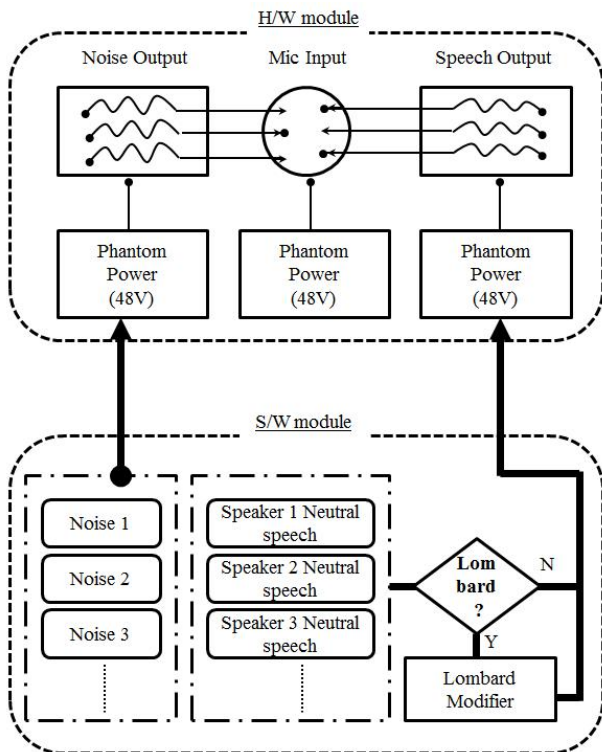 H/W module
Noise Output
Mic Input
Speech Output
Phantom
Power
(48V)
Phantom
Power
(48V)
Phantom
Power
(48V)
S/W module
Noise 1
Noise 2
Noise 3
Speaker 1 Neutral
speech
Speaker 2 Neutral
speech
Speaker 3 Neutral
speech
Lom
bard
?
N
Y
Lombard
Modifier